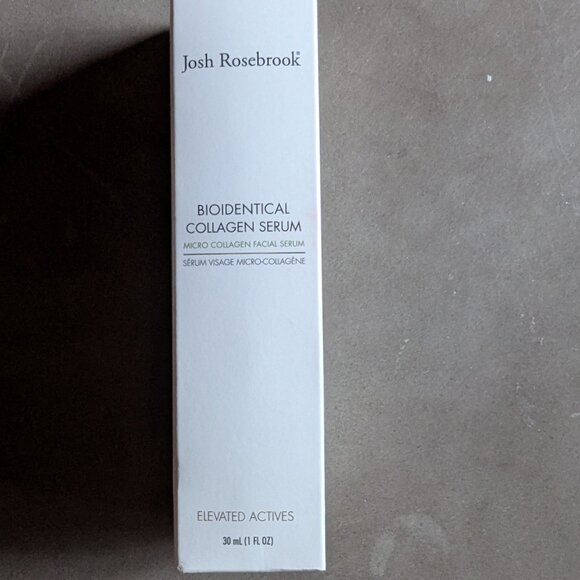 Josh Rosebrook®
BIOIDENTICAL
COLLAGEN SERUM
MICRO COLLAGEN FACIAL SERUM
SÉRUM VISAGE MICRO-COLLAGÈNE
ELEVATED ACTIVES
30 mL (1 FL OZ)